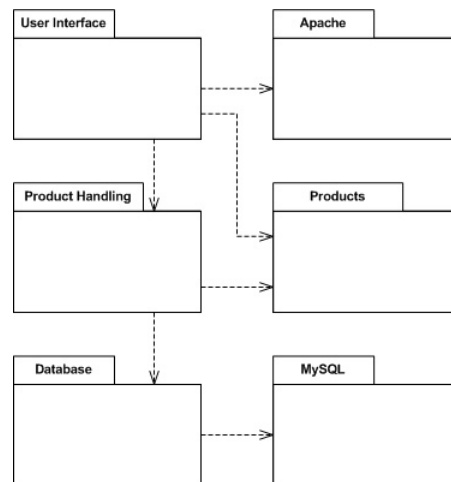 User Interface
Apache
Product Handling
Products
Database
MySQL